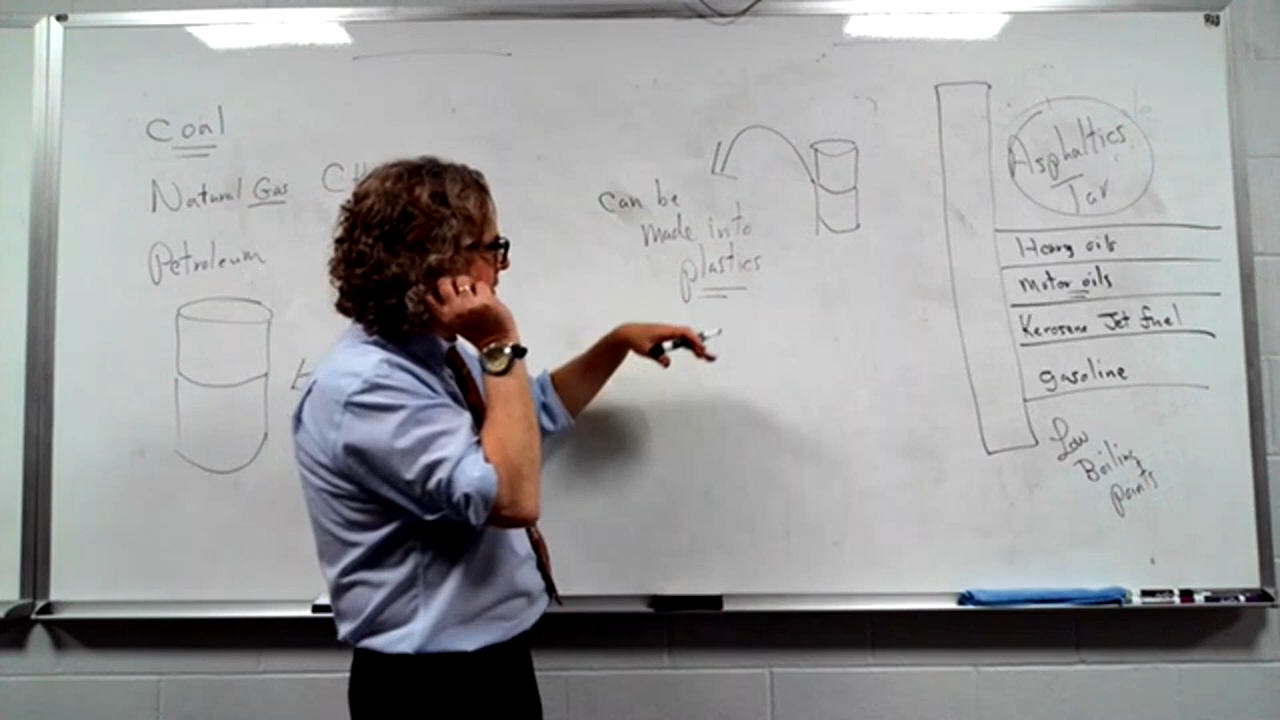 Coal
Natural Gas
CH
Petroleum
can be
made into
plastics
Asphaltics
Tar
Heavy oils
Motor oils
Kerosene Jet fuel
gasoline
Low
Boiling
points